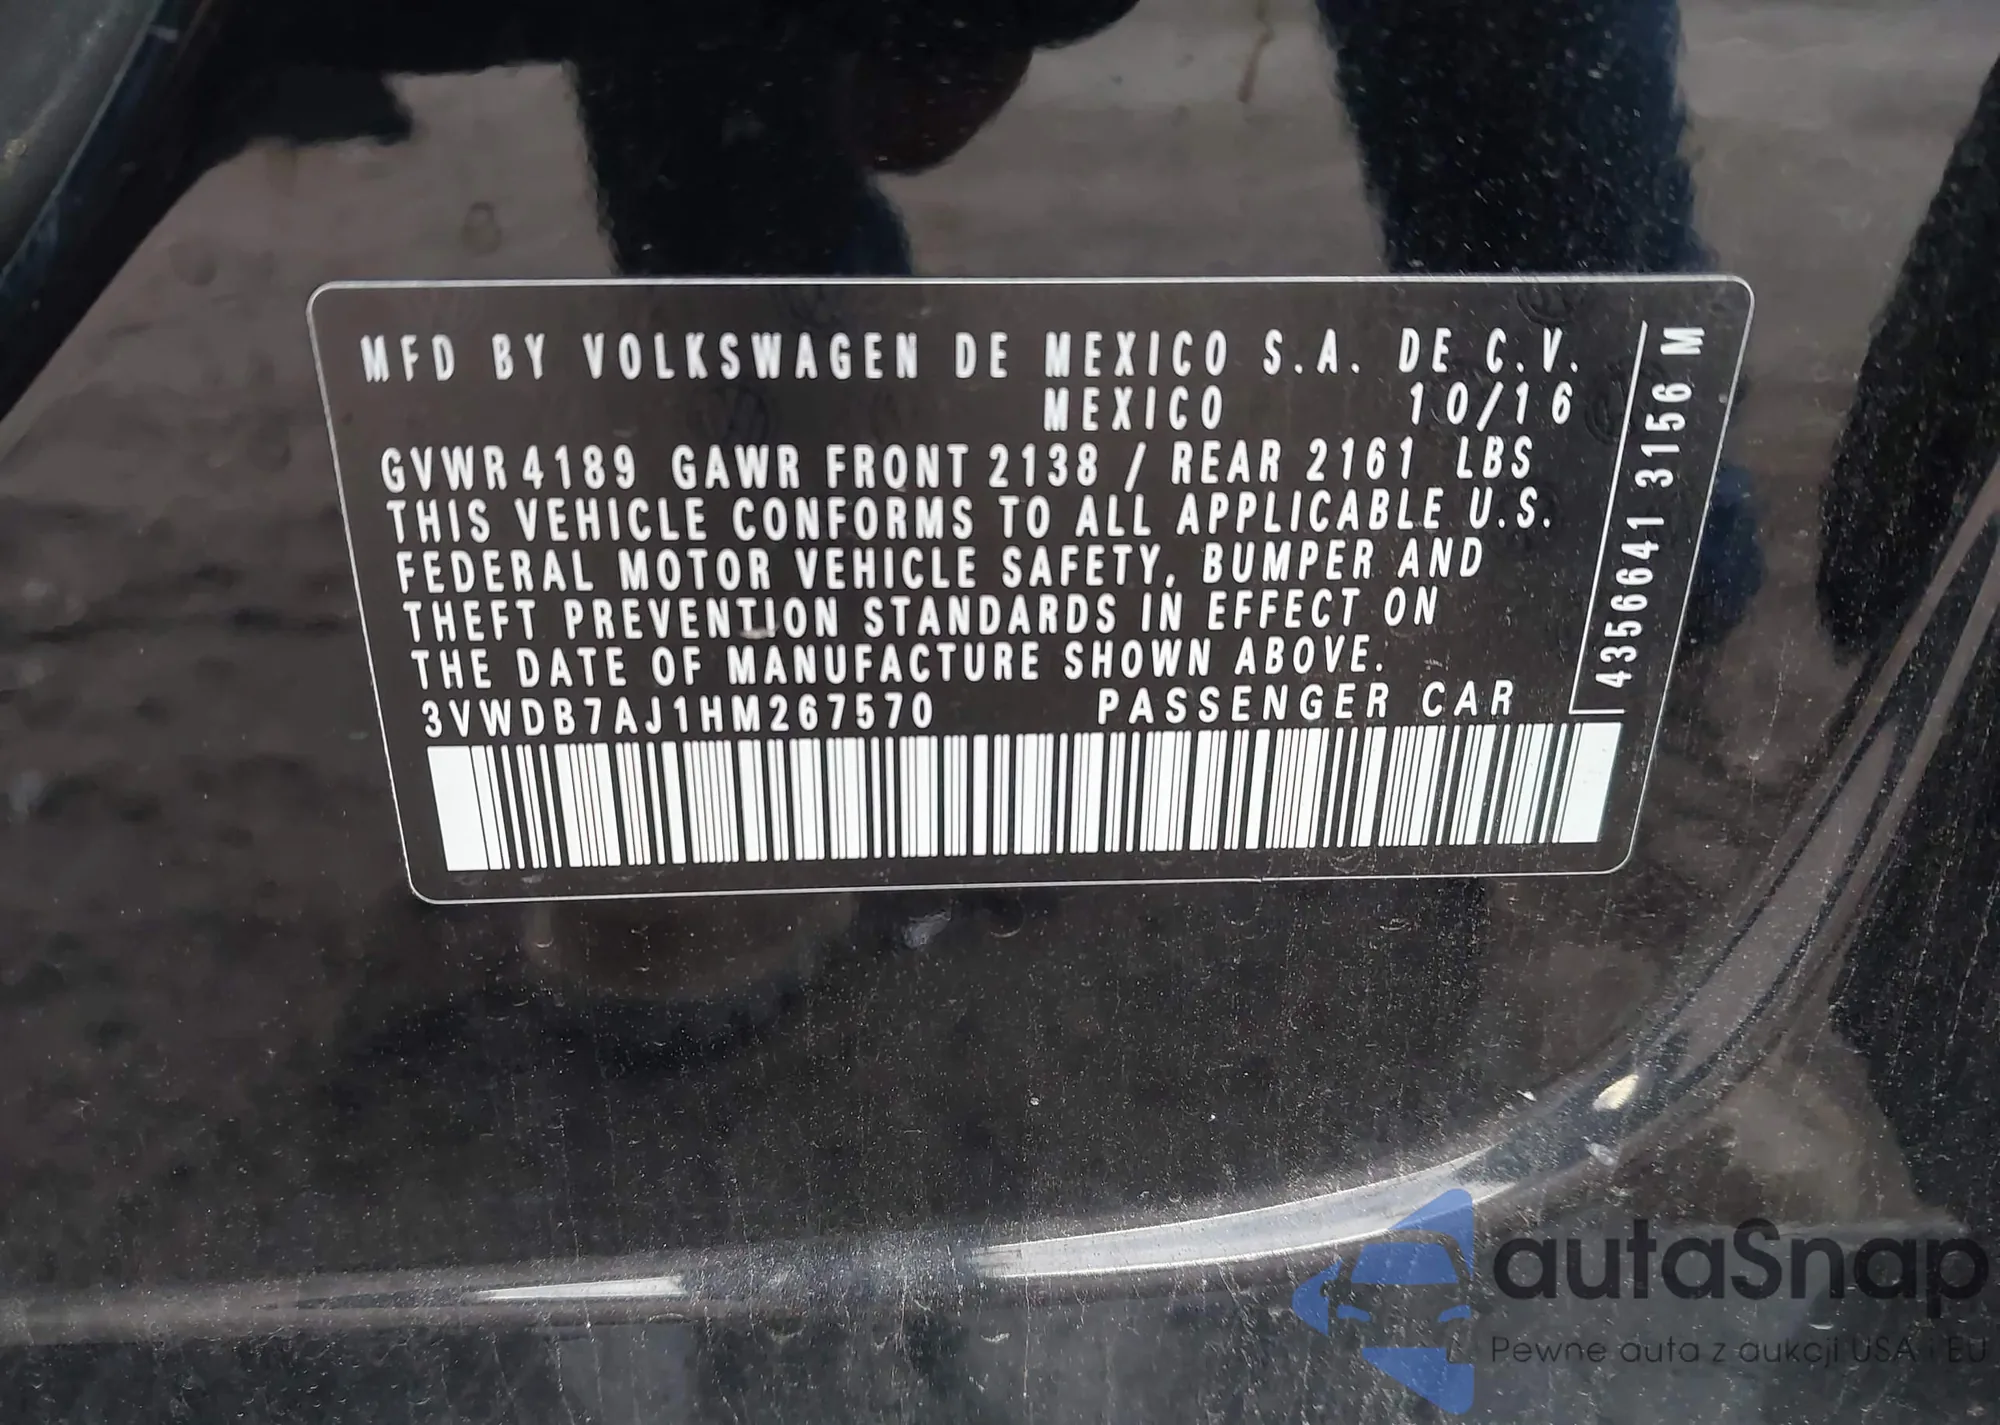 MFD BY VOLKSWAGEN DE MEXICO S.A. DE C.V.
MEXICO 10/16
GVWR 4189 GAWR FRONT 2138 / REAR 2161 LBS
THIS VEHICLE CONFORMS TO ALL APPLICABLE U.S.
FEDERAL MOTOR VEHICLE SAFETY, BUMPER AND
THEFT PREVENTION STANDARDS IN EFFECT ON
THE DATE OF MANUFACTURE SHOWN ABOVE.
3VWDB7AJ1HM267570 PASSENGER CAR
4356641 3156 M
autaSnap
Pewne auta z aukcji USA i EU